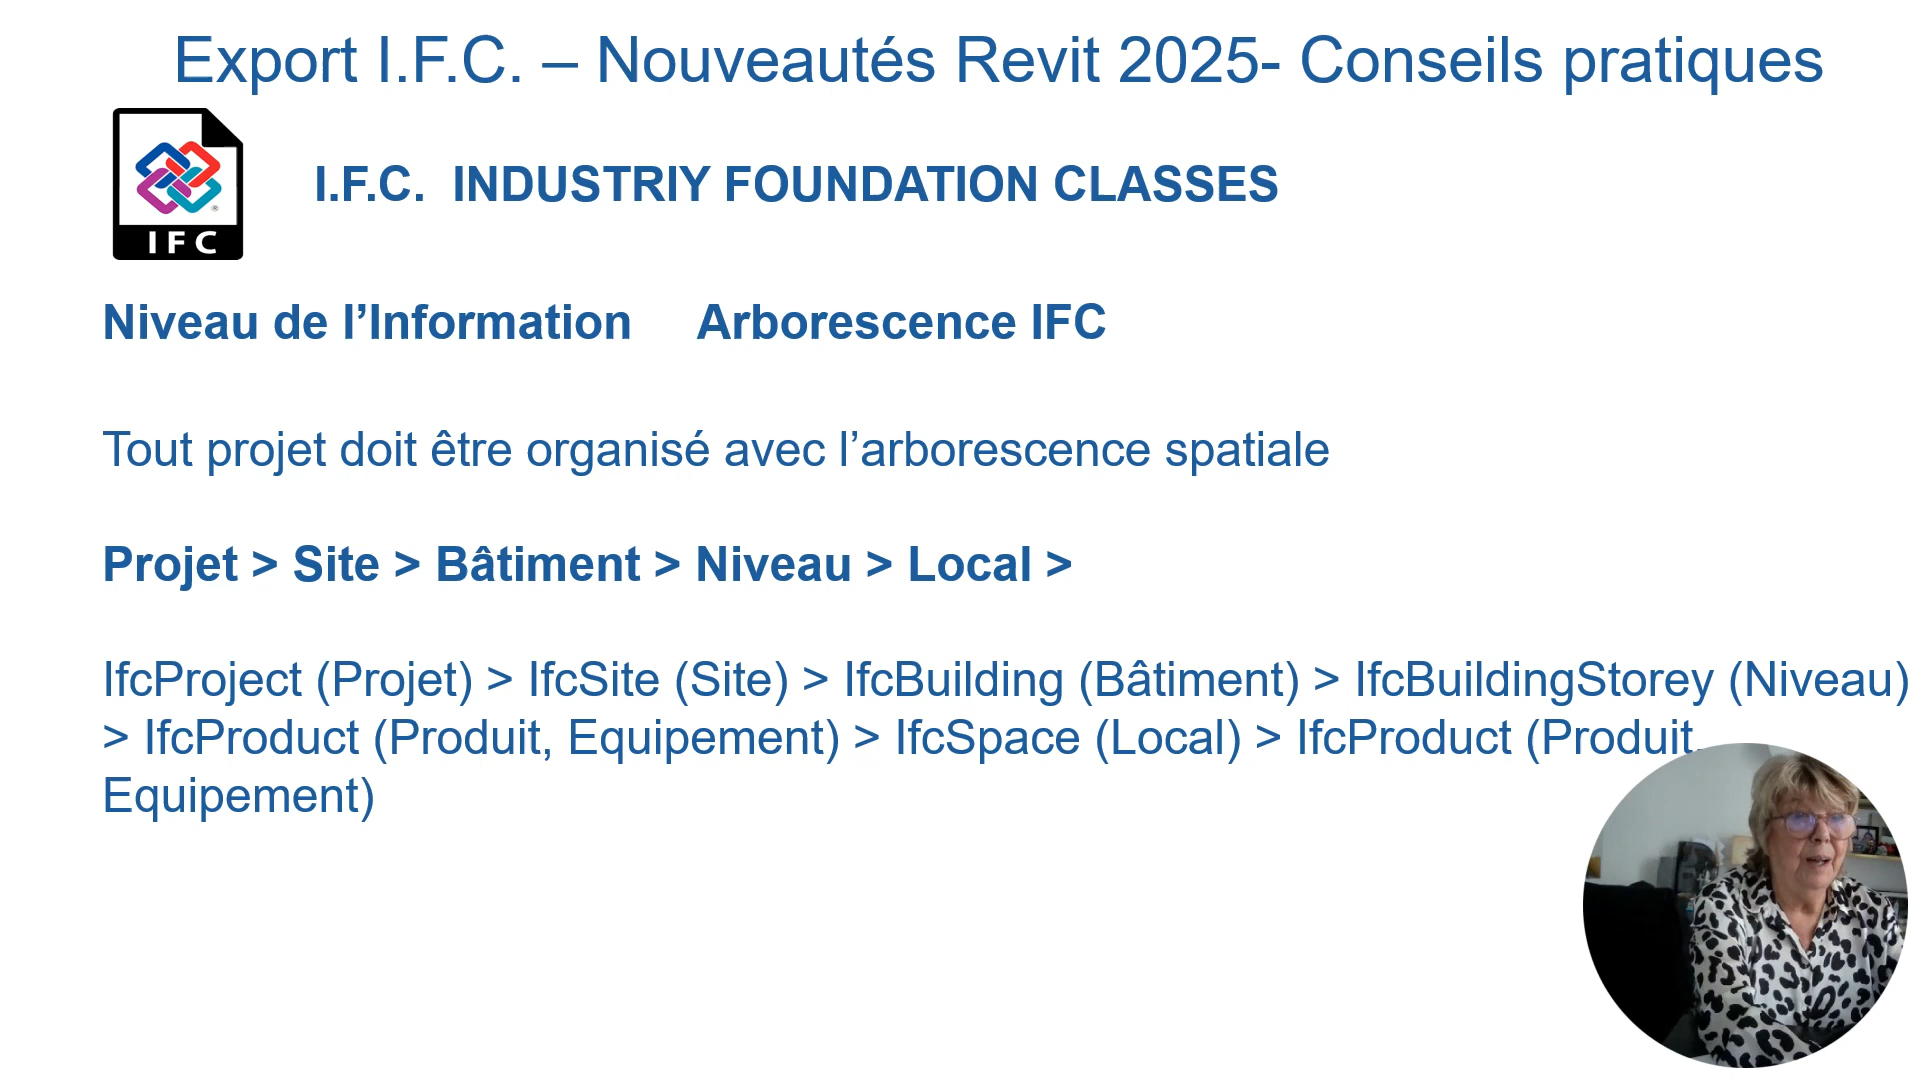 Export I.F.C. – Nouveautés Revit 2025- Conseils pratiques
I.F.C. INDUSTRIY FOUNDATION CLASSES
IFC
Niveau de l’Information Arborescence IFC
Tout projet doit être organisé avec l’arborescence spatiale
Projet > Site > Bâtiment > Niveau > Local >
IfcProject (Projet) > IfcSite (Site) > IfcBuilding (Bâtiment) > IfcBuildingStorey (Niveau)
> IfcProduct (Produit, Equipement) > IfcSpace (Local) > IfcProduct (Produit,
Equipement)